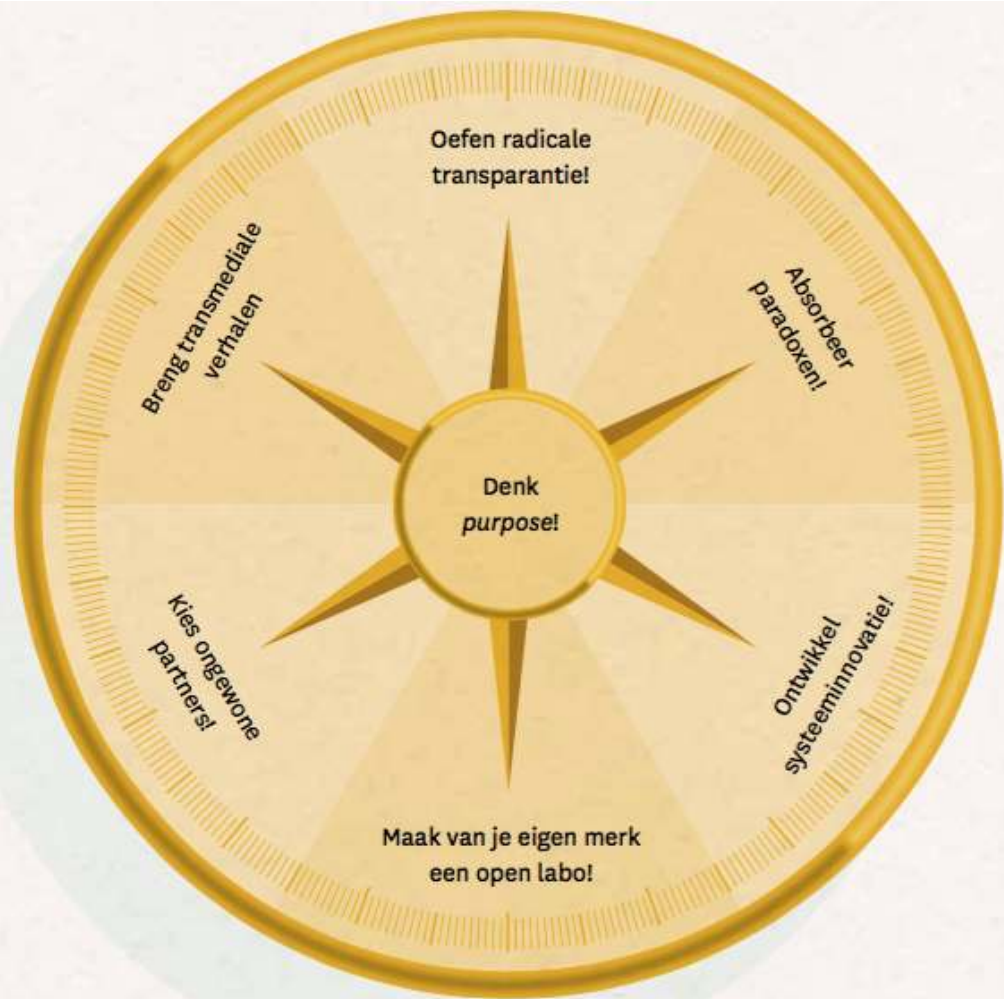 Oefen radicale
transparantie!
Absorbeer
paradoxen!
Ontwikkel
systeeminnovatie!
Maak van je eigen merk
een open labo!
Kies ongewone
partners!
Breng transmediale
verhalen
Denk
purpose!